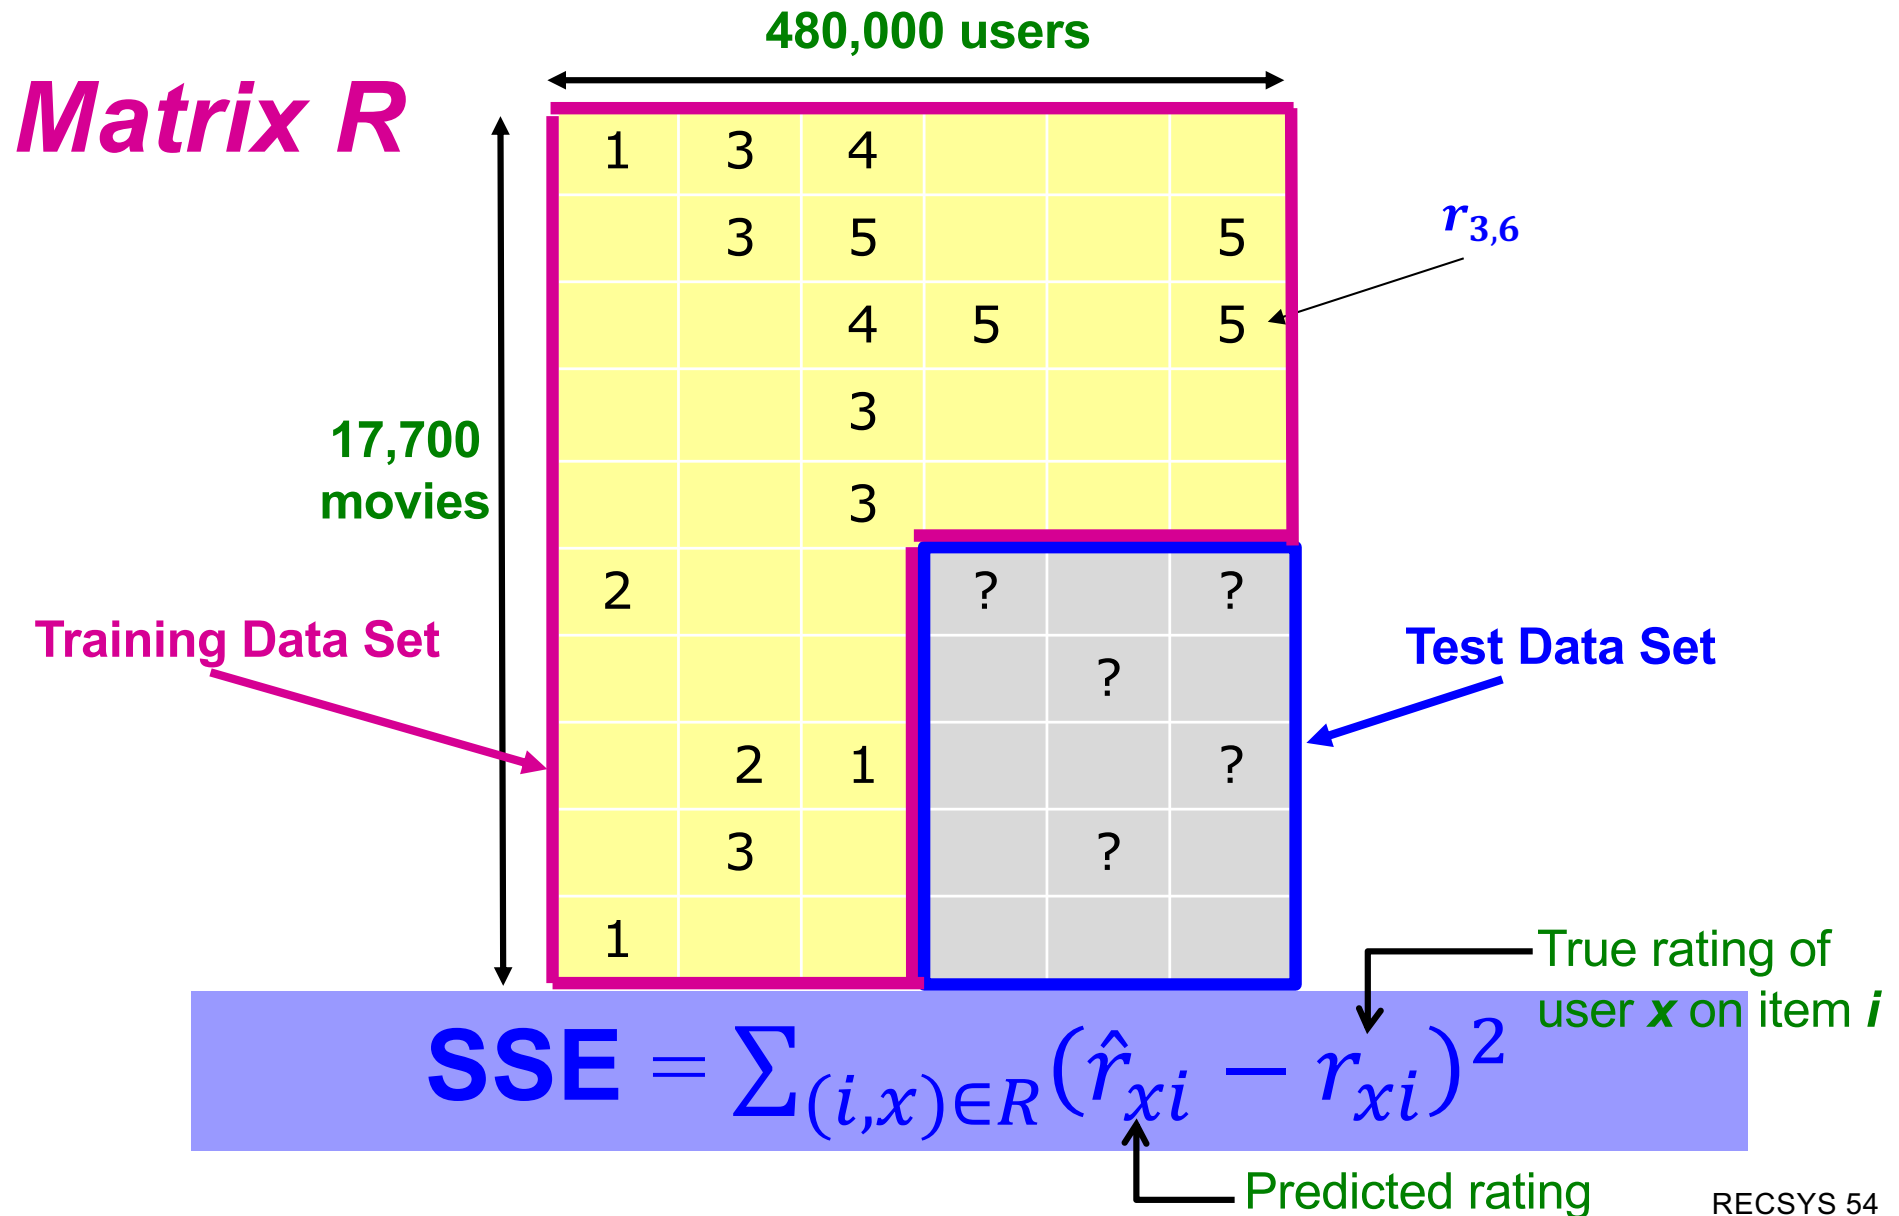 480,000 users
Matrix R
1 3 4
3 5 5
r3,6
4 5 5
3
17,700
movies
3
2 ? ?
Training Data Set
Test Data Set
?
2 1 ?
3 ?
1
True rating of
user x on item i
SSE = ∑(i,x)∈R (r̂xi − rxi)²
Predicted rating
RECSYS 54